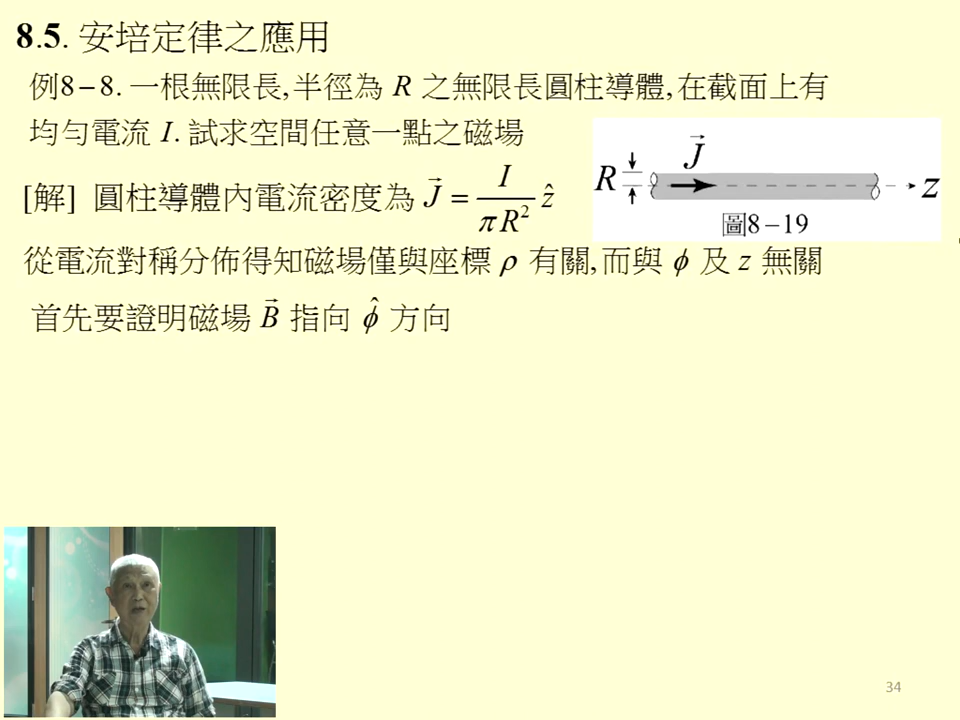 8.5. 安培定律之應用
例8－8. 一根無限長, 半徑為 R 之無限長圓柱導體, 在截面上有
均勻電流 I. 試求空間任意一點之磁場
[解] 圓柱導體內電流密度為 J⃗ = I / πR² ẑ
R J⃗ z
圖8－19
從電流對稱分佈得知磁場僅與座標 ρ 有關, 而與 ϕ 及 z 無關
首先要證明磁場 B⃗ 指向 ϕ̂ 方向
34